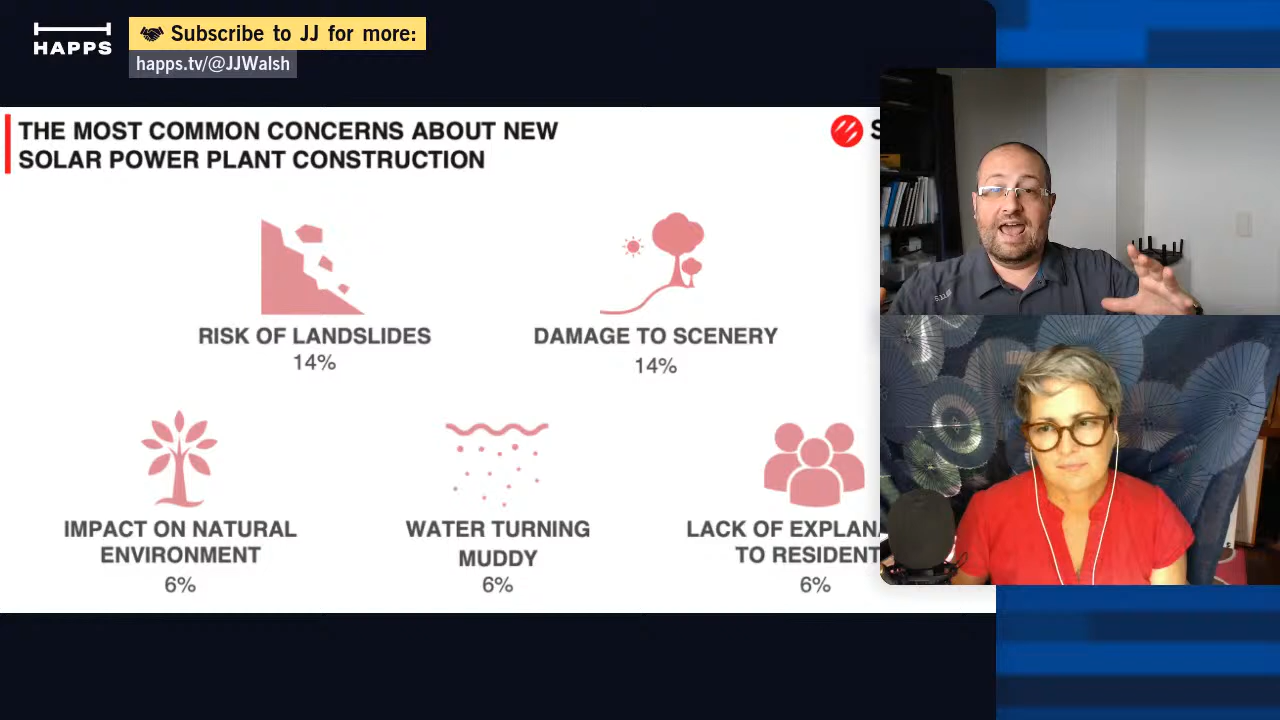 HAPPS
Subscribe to JJ for more:
happs.tv/@JJWalsh
THE MOST COMMON CONCERNS ABOUT NEW
SOLAR POWER PLANT CONSTRUCTION
S
RISK OF LANDSLIDES
14%
DAMAGE TO SCENERY
14%
IMPACT ON NATURAL
ENVIRONMENT
6%
WATER TURNING
MUDDY
6%
LACK OF EXPLANA
TO RESIDENT
6%